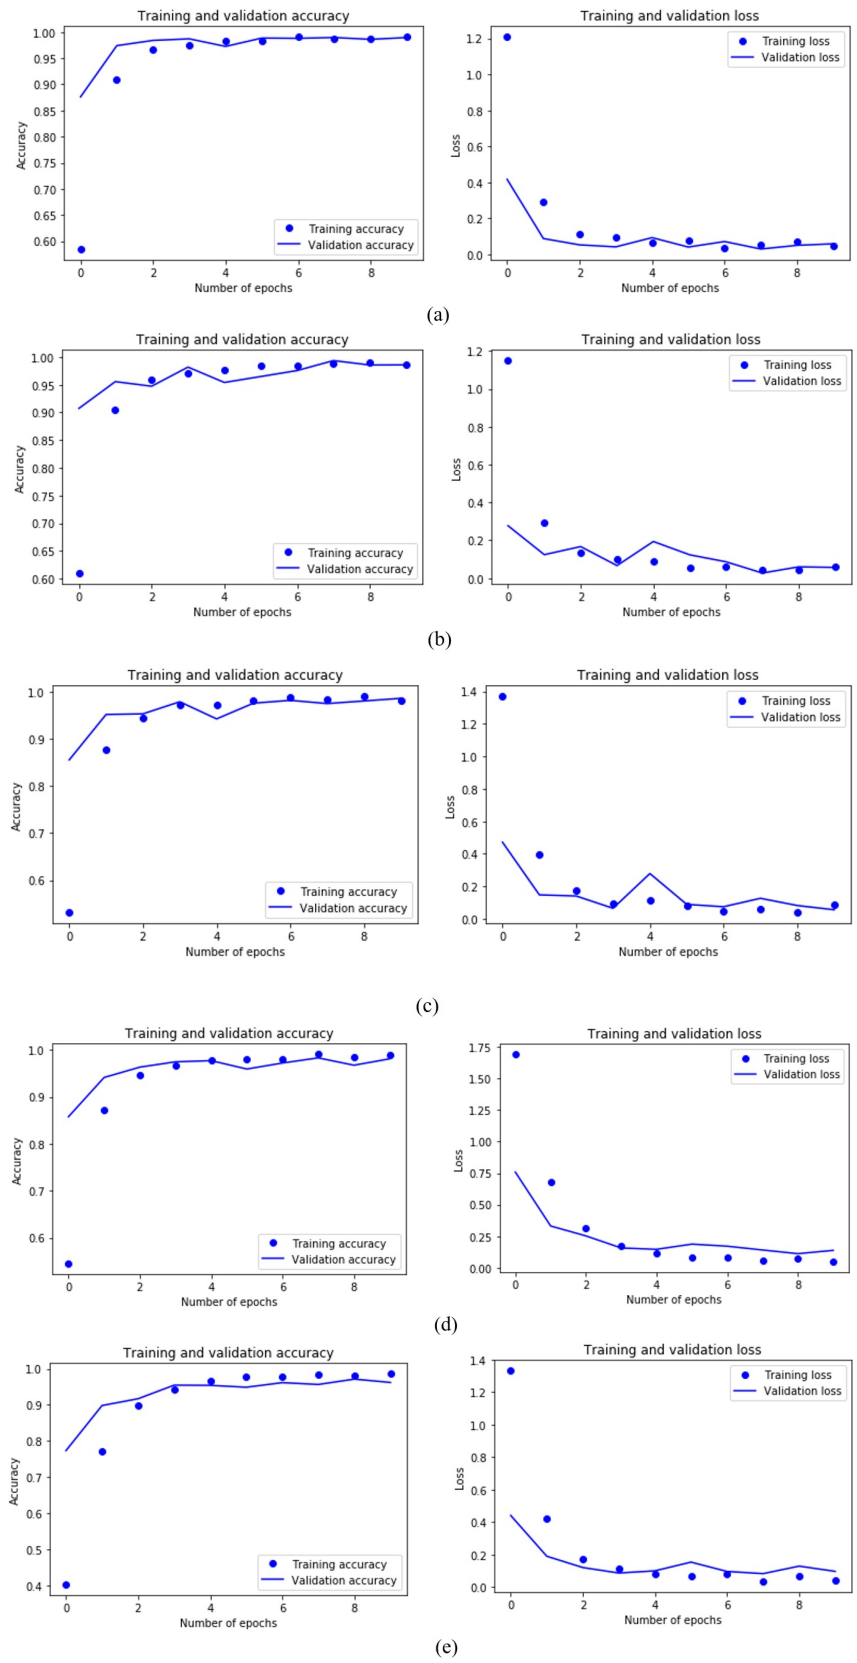 Training and validation accuracy
1.00
0.95
0.90
0.85
0.80
0.75
0.70
0.65
0.60
Accuracy
Training accuracy
Validation accuracy
0 2 4 6 8
Number of epochs
Training and validation loss
1.2
1.0
0.8
0.6
0.4
0.2
0.0
Loss
Training loss
Validation loss
0 2 4 6 8
Number of epochs
(a)
Training and validation accuracy
1.00
0.95
0.90
0.85
0.80
0.75
0.70
0.65
0.60
Accuracy
Training accuracy
Validation accuracy
0 2 4 6 8
Number of epochs
Training and validation loss
1.2
1.0
0.8
0.6
0.4
0.2
0.0
Loss
Training loss
Validation loss
0 2 4 6 8
Number of epochs
(b)
Training and validation accuracy
1.0
0.9
0.8
0.7
0.6
Accuracy
Training accuracy
Validation accuracy
0 2 4 6 8
Number of epochs
Training and validation loss
1.4
1.2
1.0
0.8
0.6
0.4
0.2
0.0
Loss
Training loss
Validation loss
0 2 4 6 8
Number of epochs
(c)
Training and validation accuracy
1.0
0.9
0.8
0.7
0.6
Accuracy
Training accuracy
Validation accuracy
0 2 4 6 8
Number of epochs
Training and validation loss
1.75
1.50
1.25
1.00
0.75
0.50
0.25
0.00
Loss
Training loss
Validation loss
0 2 4 6 8
Number of epochs
(d)
Training and validation accuracy
1.0
0.9
0.8
0.7
0.6
0.5
0.4
Accuracy
Training accuracy
Validation accuracy
0 2 4 6 8
Number of epochs
Training and validation loss
1.4
1.2
1.0
0.8
0.6
0.4
0.2
0.0
Loss
Training loss
Validation loss
0 2 4 6 8
Number of epochs
(e)